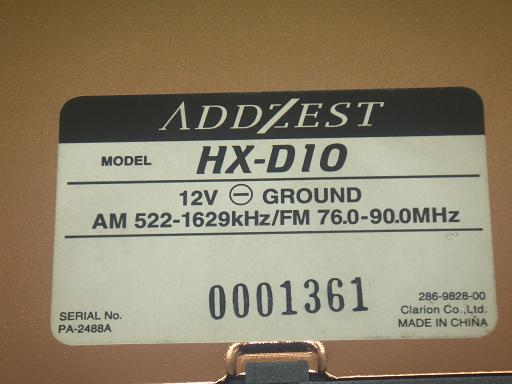 ADDZEST
MODEL HX-D10
12V ⊖ GROUND
AM 522-1629kHz/FM 76.0-90.0MHz
0001361
SERIAL No.
PA-2488A
286-9828-00
Clarion Co.,Ltd.
MADE IN CHINA